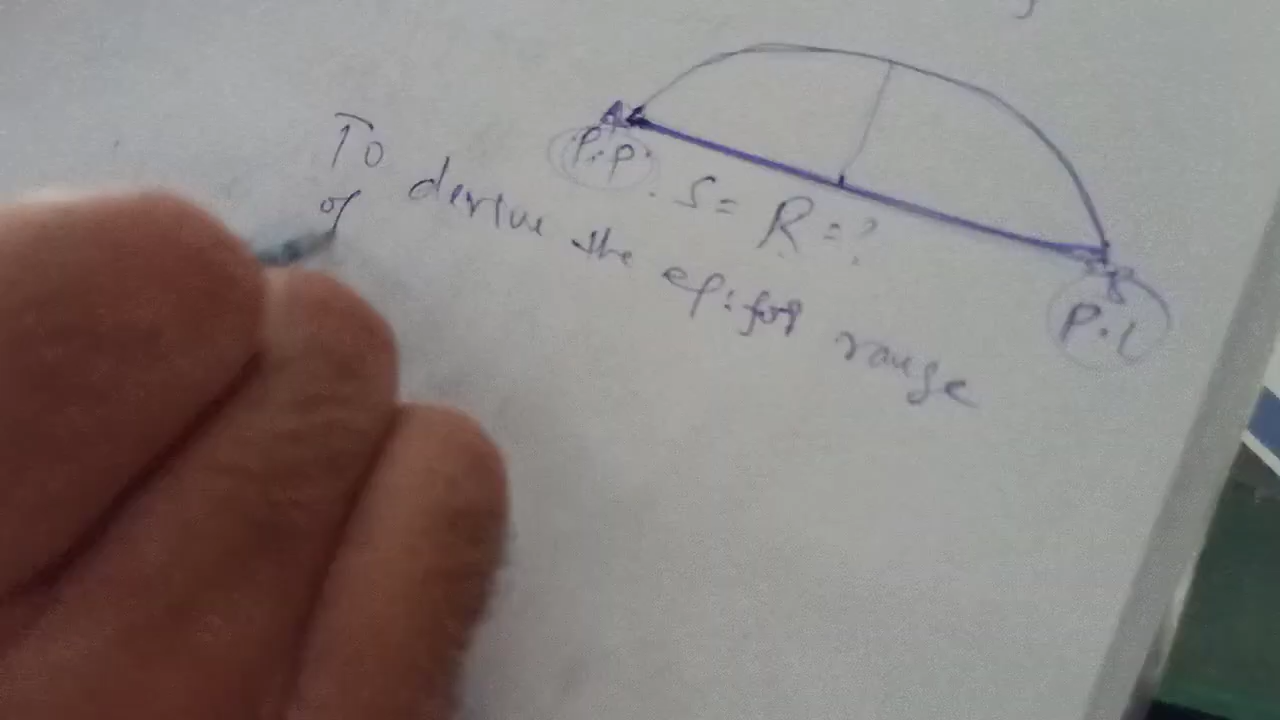 P.P.
S = R = ?
P.L
To derive the eq: for range
of